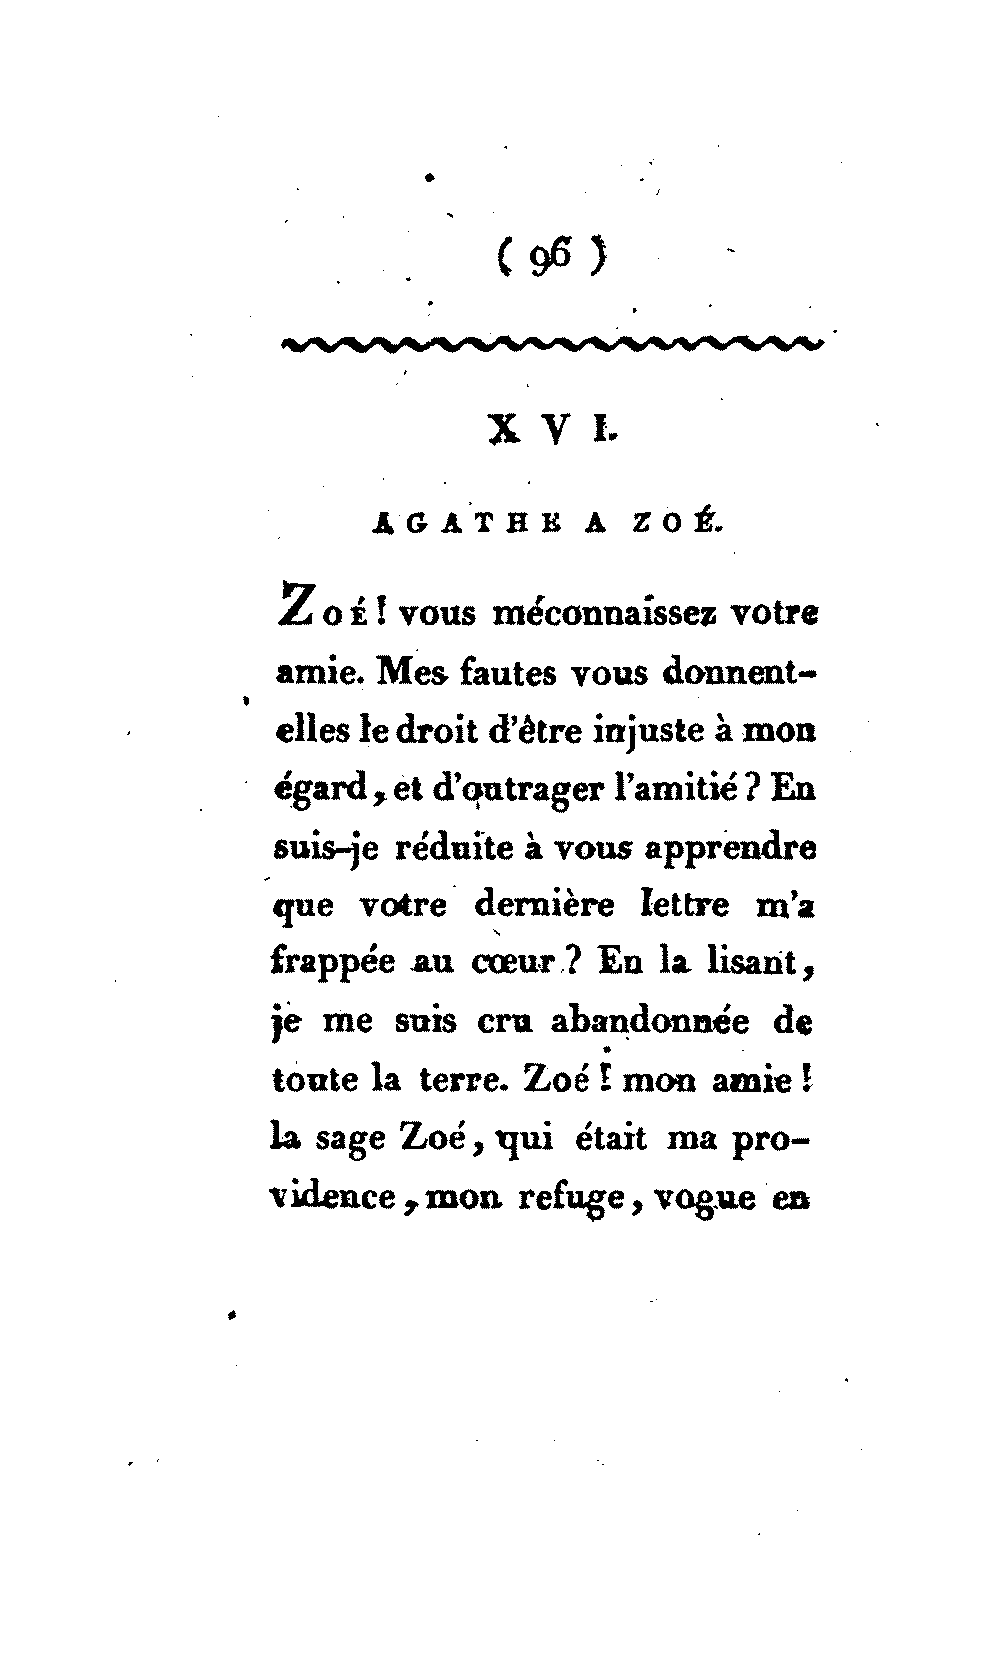 ( 96 )
XVI.
AGATHE A ZOÉ.
ZOÉ ! vous méconnaissez votre
amie. Mes fautes vous donnent-
elles le droit d'être injuste à mon
égard, et d'outrager l'amitié ? En
suis-je réduite à vous apprendre
que votre dernière lettre m'a
frappée au cœur ? En la lisant,
je me suis cru abandonnée de
toute la terre. Zoé ! mon amie !
la sage Zoé, qui était ma pro-
vidence, mon refuge, vogue en